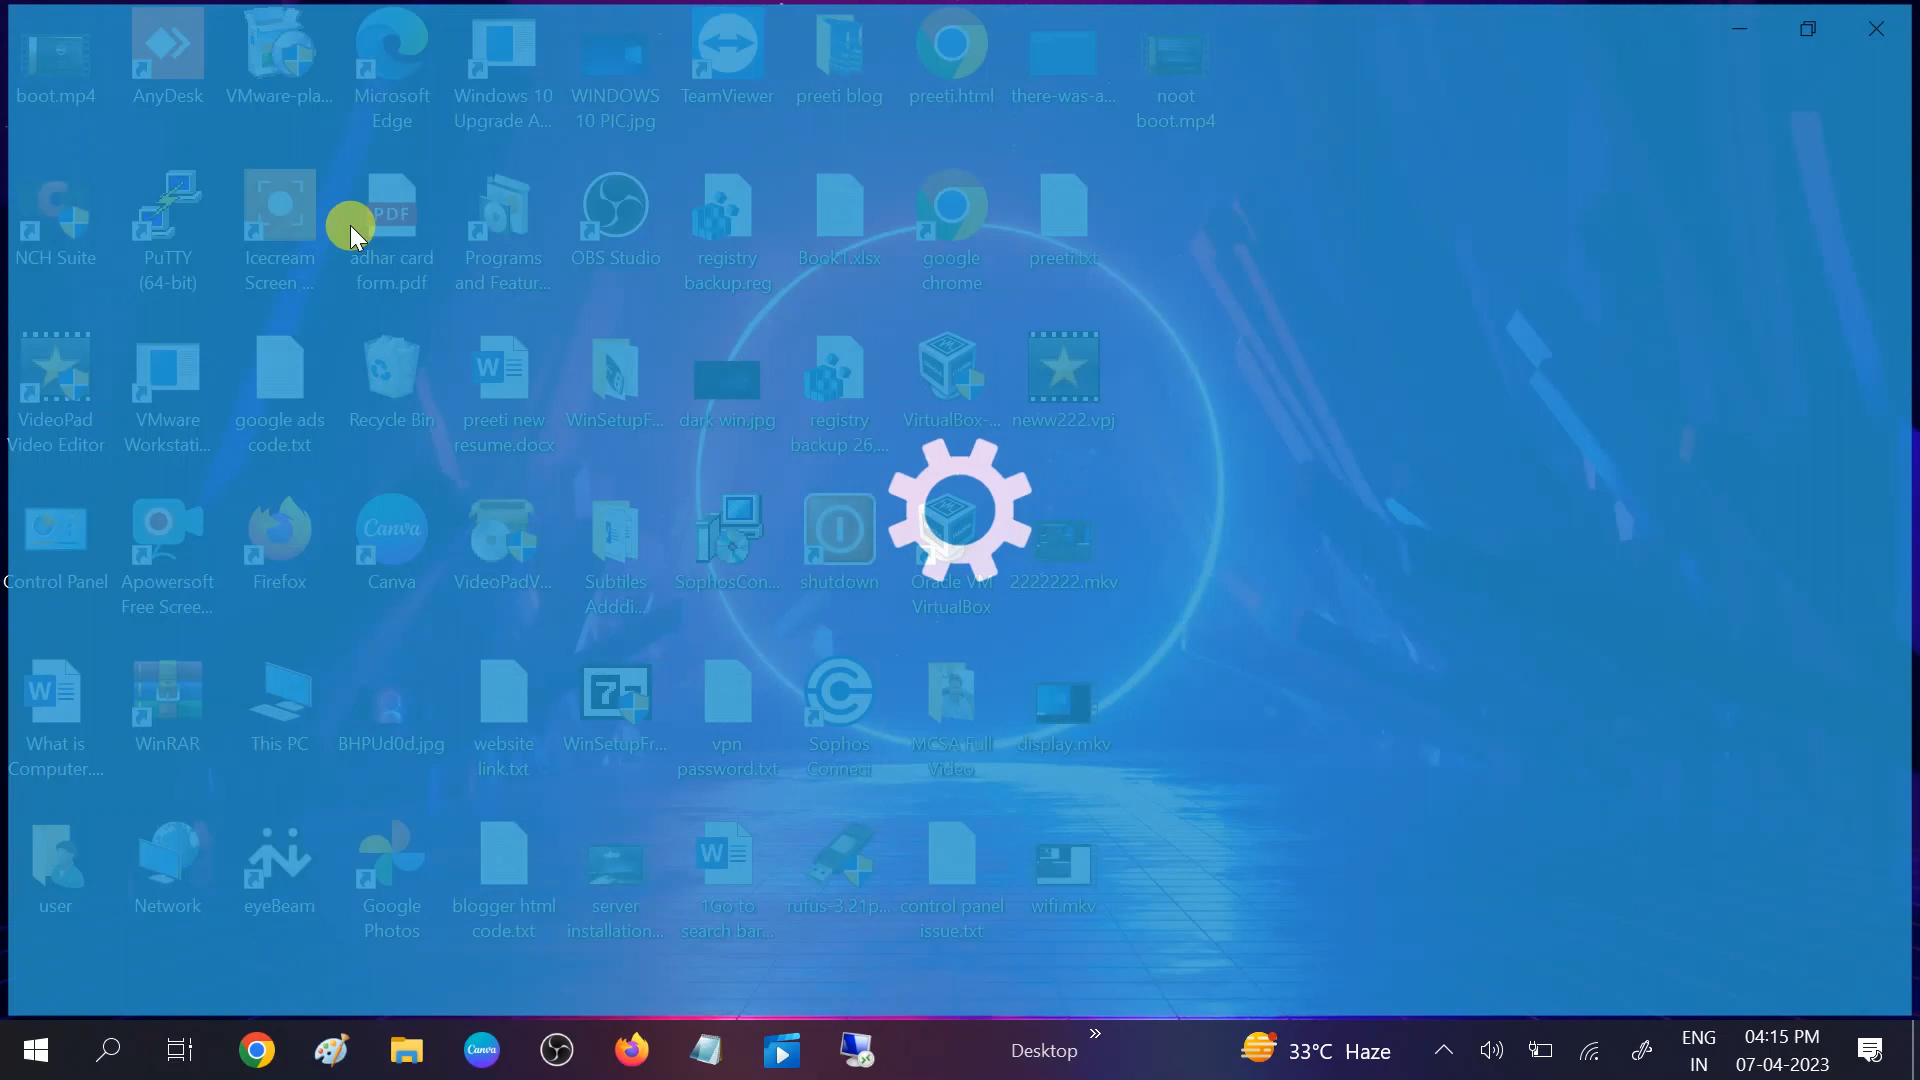 boot.mp4
AnyDesk
VMware-pla...
Microsoft
Edge
Windows 10
Upgrade A...
WINDOWS
10 PIC.jpg
TeamViewer
preeti blog
preeti.html
there-was-a...
noot
boot.mp4
NCH Suite
PuTTY
(64-bit)
Icecream
Screen ...
PDF
adhar card
form.pdf
Programs
and Featur...
OBS Studio
registry
backup.reg
Book1.xlsx
google
chrome
preeti.txt
VideoPad
Video Editor
VMware
Workstati...
google ads
code.txt
Recycle Bin
preeti new
resume.docx
WinSetupF...
dark win.jpg
registry
backup 26,...
VirtualBox-...
neww222.vpj
Control Panel
Apowersoft
Free Scree...
Firefox
Canva
Canva
VideoPadV...
Subtiles
Adddi...
SophosCon...
shutdown
Oracle VM
VirtualBox
2222222.mkv
What is
Computer....
WinRAR
This PC
BHPUd0d.jpg
website
link.txt
WinSetupFr...
vpn
password.txt
Sophos
Connect
MCSA Full
Video
display.mkv
user
Network
eyeBeam
Google
Photos
blogger html
code.txt
server
installation...
1Go to
search bar...
rufus-3.21p...
control panel
issue.txt
wifi.mkv
Canva
Desktop
33°C Haze
ENG
IN
04:15 PM
07-04-2023